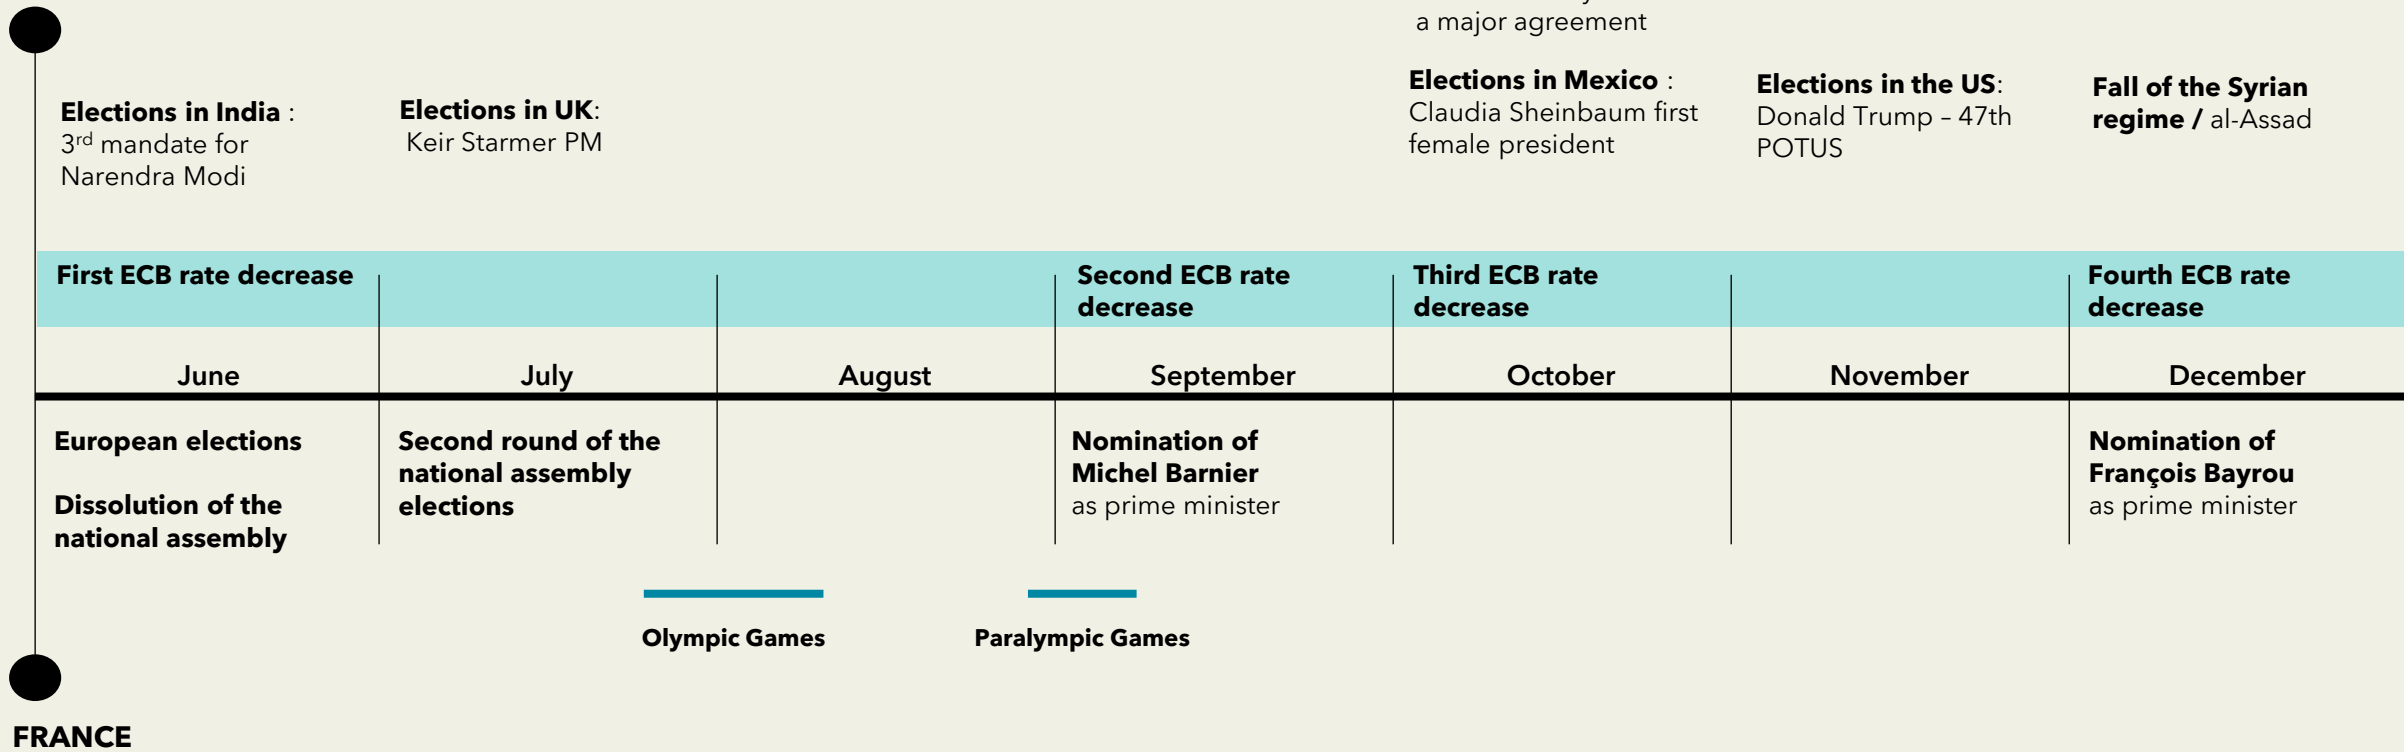 a major agreement
Elections in India :
3rd mandate for
Narendra Modi
Elections in UK:
Keir Starmer PM
Elections in Mexico :
Claudia Sheinbaum first
female president
Elections in the US:
Donald Trump – 47th
POTUS
Fall of the Syrian
regime / al-Assad
First ECB rate decrease
Second ECB rate
decrease
Third ECB rate
decrease
Fourth ECB rate
decrease
June
July
August
September
October
November
December
European elections
Dissolution of the
national assembly
Second round of the
national assembly
elections
Nomination of
Michel Barnier
as prime minister
Nomination of
François Bayrou
as prime minister
Olympic Games
Paralympic Games
FRANCE